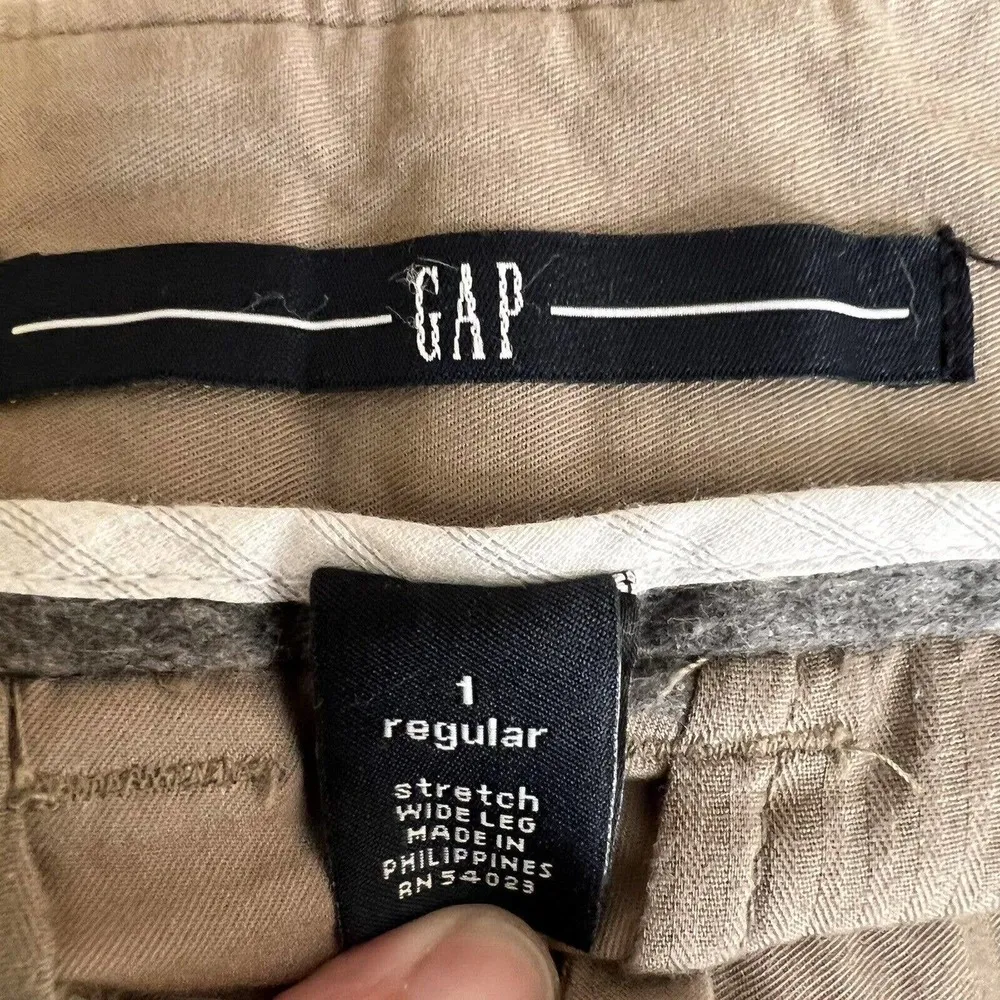 GAP
1
regular
stretch
WIDE LEG
MADE IN
PHILIPPINES
RN 54023